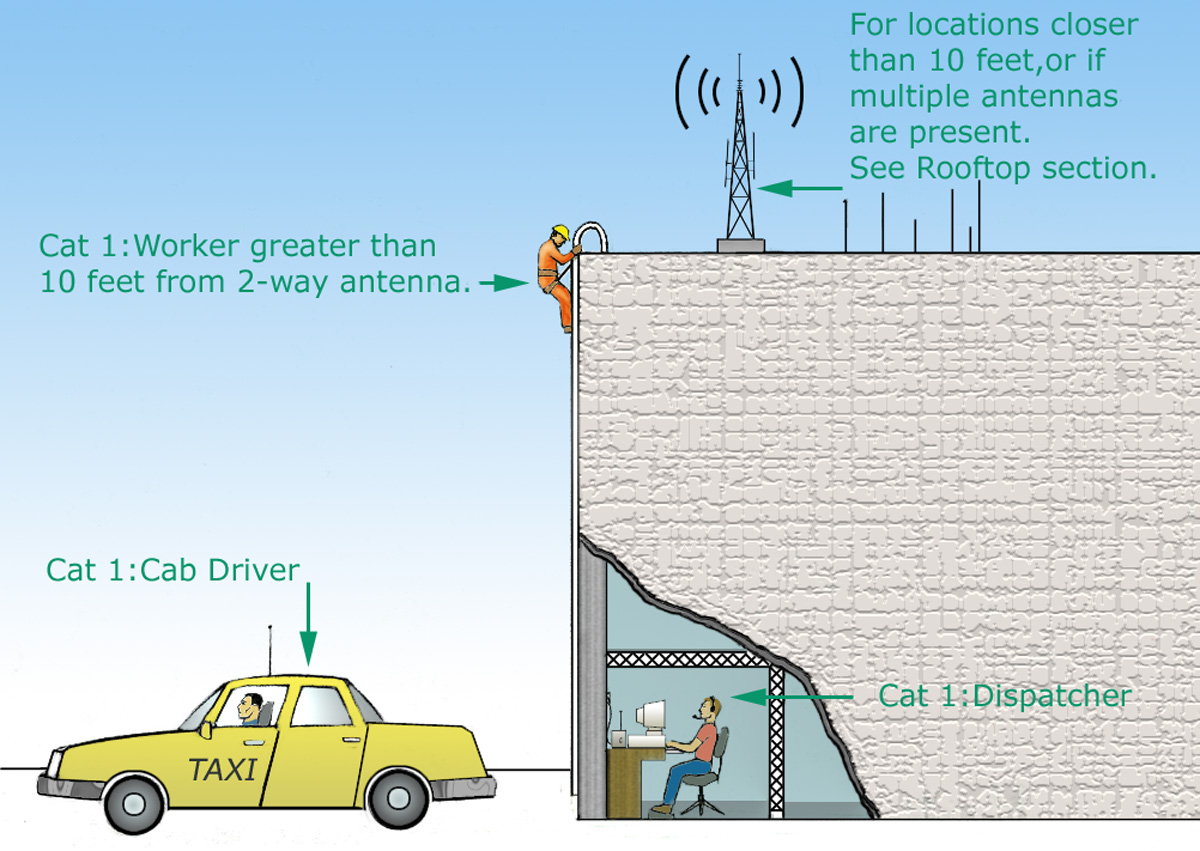 For locations closer
than 10 feet,or if
multiple antennas
are present.
See Rooftop section.
Cat 1:Worker greater than
10 feet from 2-way antenna.
Cat 1:Cab Driver
Cat 1:Dispatcher
TAXI